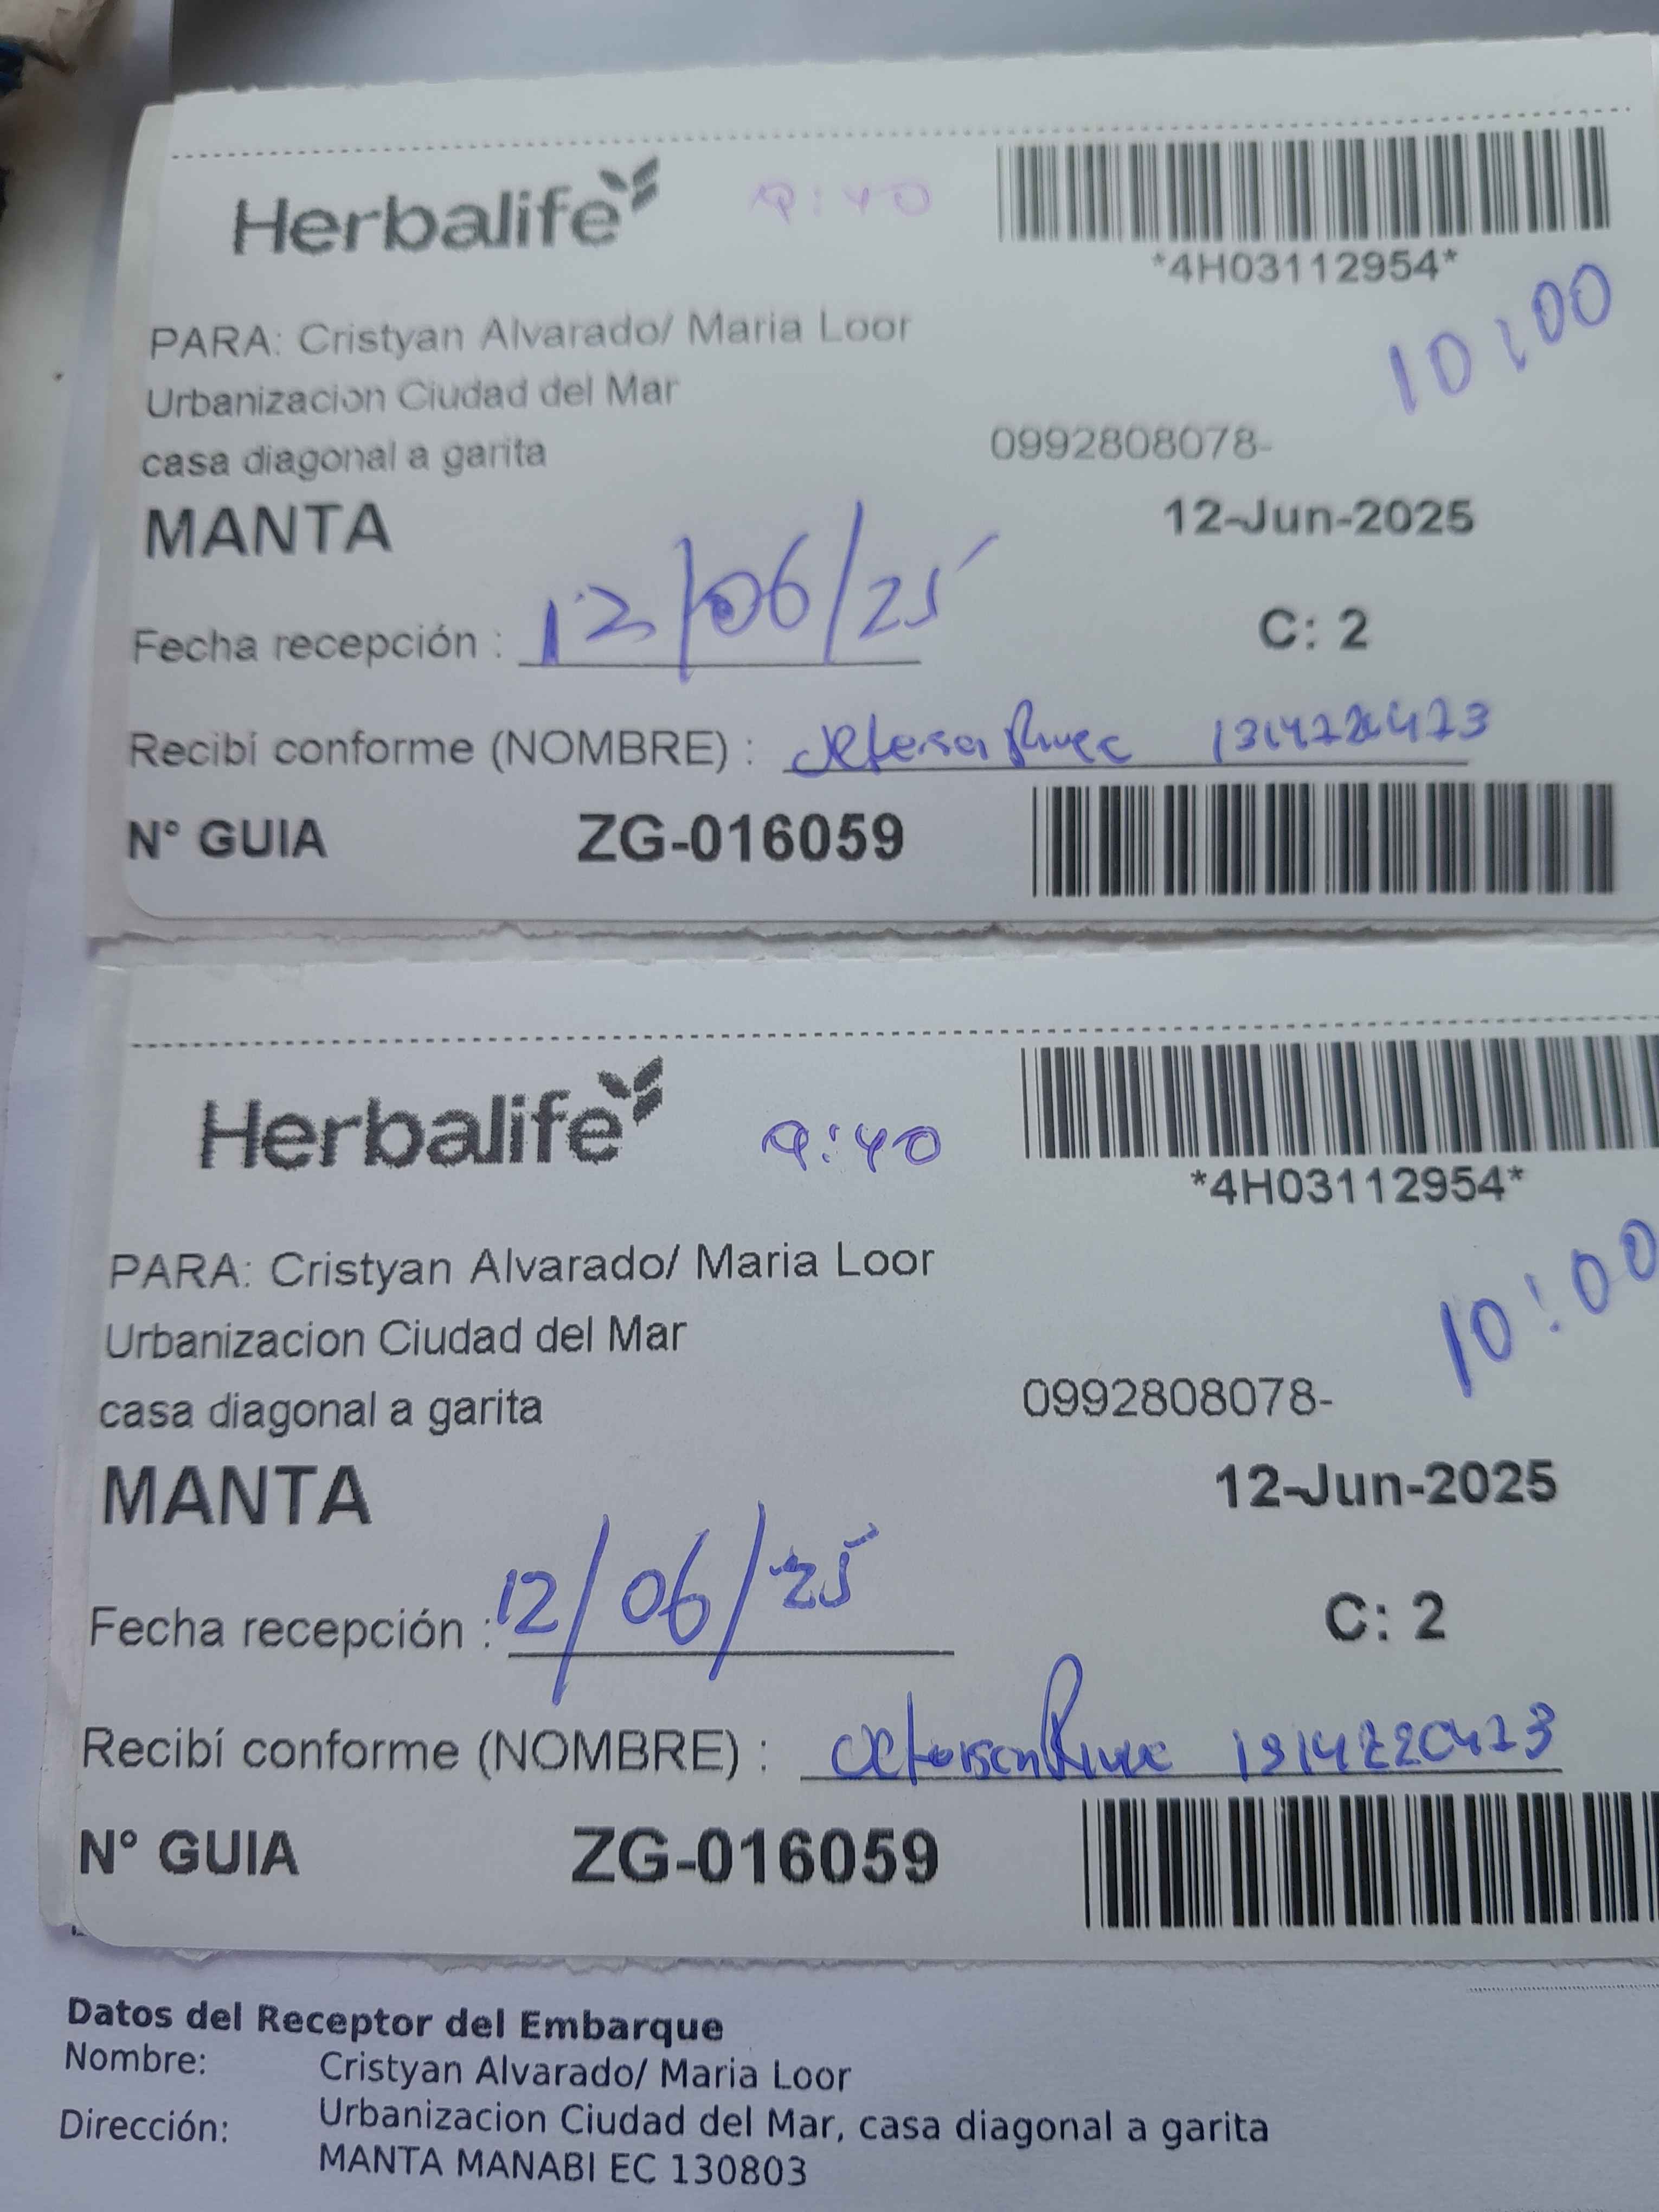 Herbalife 9:40
*4H03112954*
10:00
PARA: Cristyan Alvarado/ Maria Loor
Urbanizacion Ciudad del Mar
casa diagonal a garita 0992808078-
MANTA 12-Jun-2025
Fecha recepción : 12/06/25 C: 2
Recibí conforme (NOMBRE) :
N° GUIA ZG-016059
Herbalife 9:40
*4H03112954*
10:00
PARA: Cristyan Alvarado/ Maria Loor
Urbanizacion Ciudad del Mar
casa diagonal a garita 0992808078-
MANTA 12-Jun-2025
Fecha recepción : 12/06/25 C: 2
Recibí conforme (NOMBRE) :
N° GUIA ZG-016059
Datos del Receptor del Embarque
Nombre: Cristyan Alvarado/ Maria Loor
Dirección: Urbanizacion Ciudad del Mar, casa diagonal a garita
MANTA MANABI EC 130803